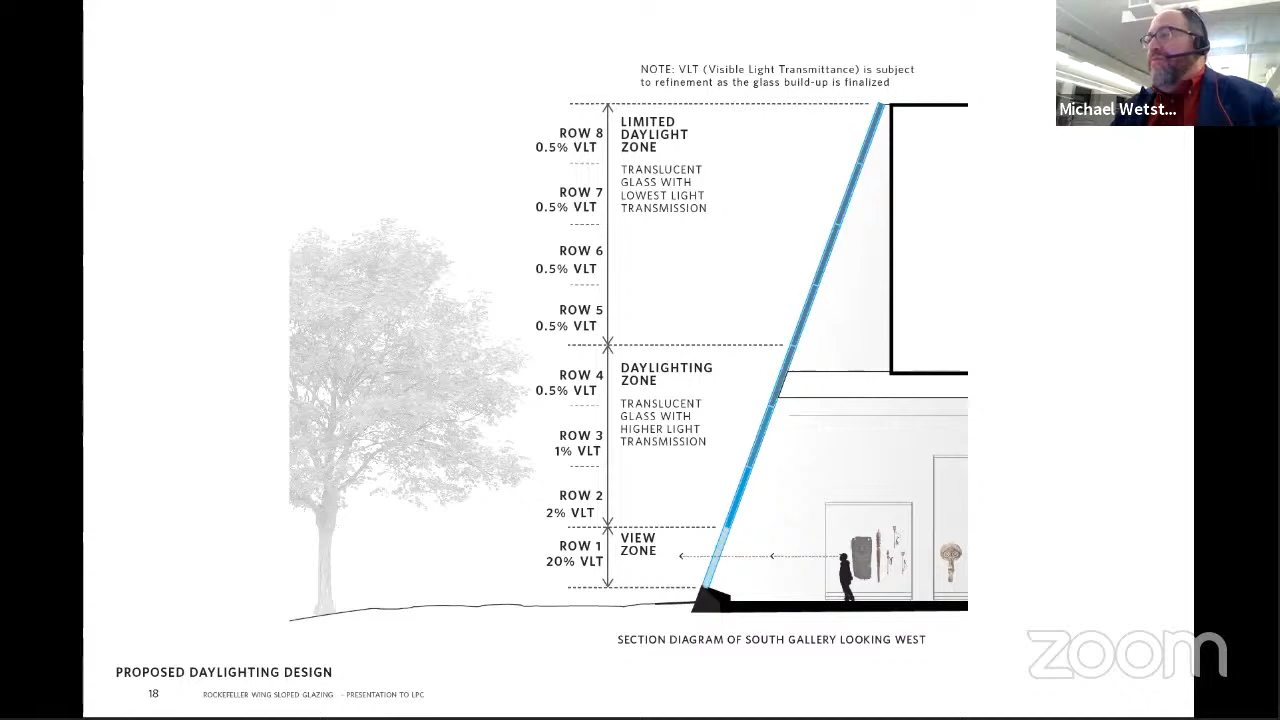 Michael Wetst...
NOTE: VLT (Visible Light Transmittance) is subject
to refinement as the glass build-up is finalized
LIMITED
DAYLIGHT
ZONE
TRANSLUCENT
GLASS WITH
LOWEST LIGHT
TRANSMISSION
ROW 8
0.5% VLT
ROW 7
0.5% VLT
ROW 6
0.5% VLT
ROW 5
0.5% VLT
DAYLIGHTING
ZONE
TRANSLUCENT
GLASS WITH
HIGHER LIGHT
TRANSMISSION
ROW 4
0.5% VLT
ROW 3
1% VLT
ROW 2
2% VLT
VIEW
ZONE
ROW 1
20% VLT
SECTION DIAGRAM OF SOUTH GALLERY LOOKING WEST
zoom
PROPOSED DAYLIGHTING DESIGN
18 ROCKEFELLER WING SLOPED GLAZING - PRESENTATION TO LPC